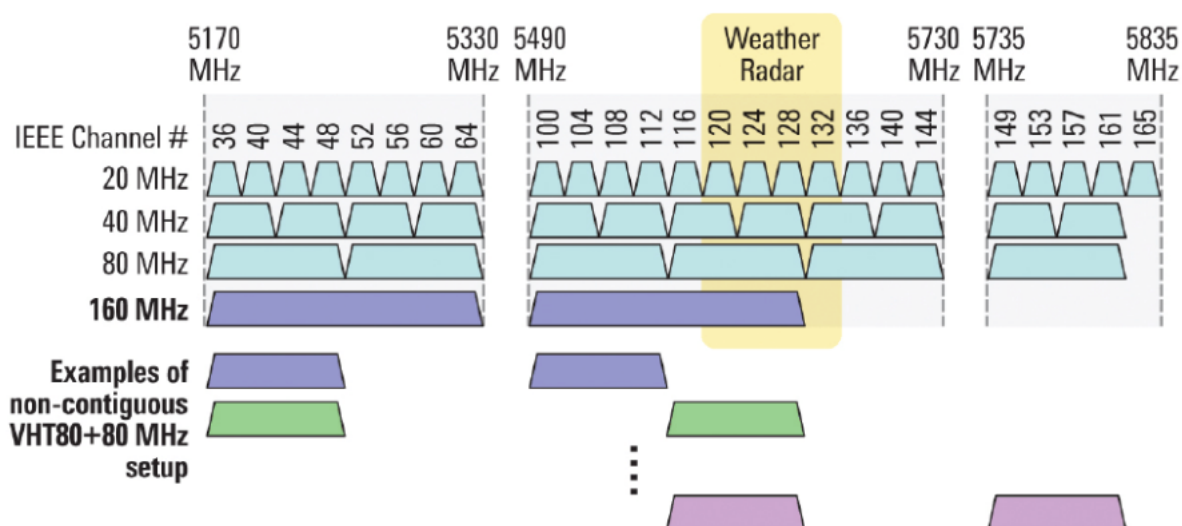 5170 MHz
5330 MHz
5490 MHz
Weather Radar
5730 MHz
5735 MHz
5835 MHz
IEEE Channel # 36 40 44 48 52 56 60 64 100 104 108 112 116 120 124 128 132 136 140 144 149 153 157 161 165
20 MHz
40 MHz
80 MHz
160 MHz
Examples of
non-contiguous
VHT80+80 MHz
setup